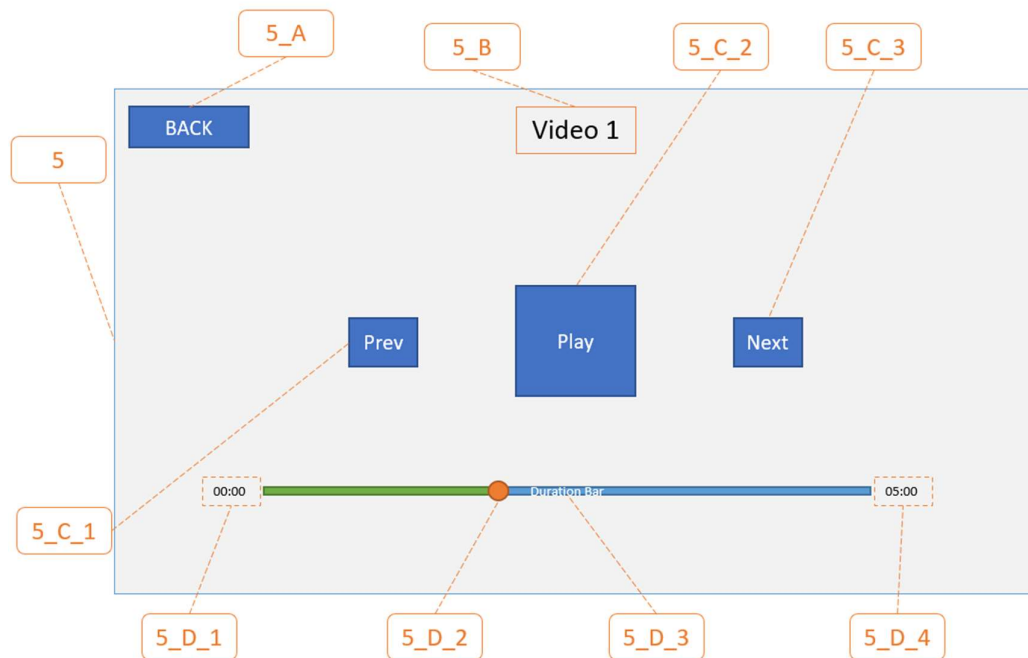 5_A
5_B
5_C_2
5_C_3
BACK
Video 1
5
Prev
Play
Next
00:00
Duration Bar
05:00
5_C_1
5_D_1
5_D_2
5_D_3
5_D_4